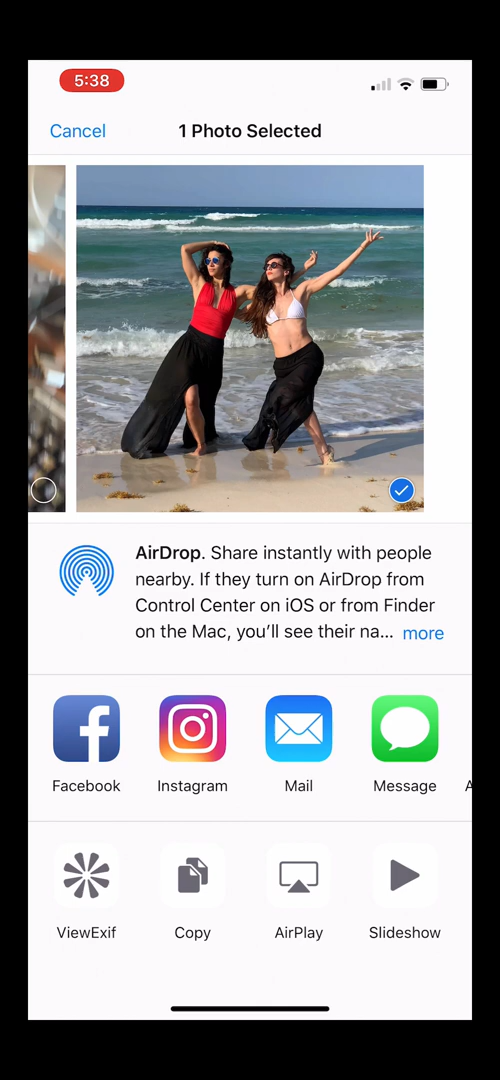 5:38
Cancel
1 Photo Selected
AirDrop. Share instantly with people
nearby. If they turn on AirDrop from
Control Center on iOS or from Finder
on the Mac, you’ll see their na... more
Facebook
Instagram
Mail
Message
ViewExif
Copy
AirPlay
Slideshow